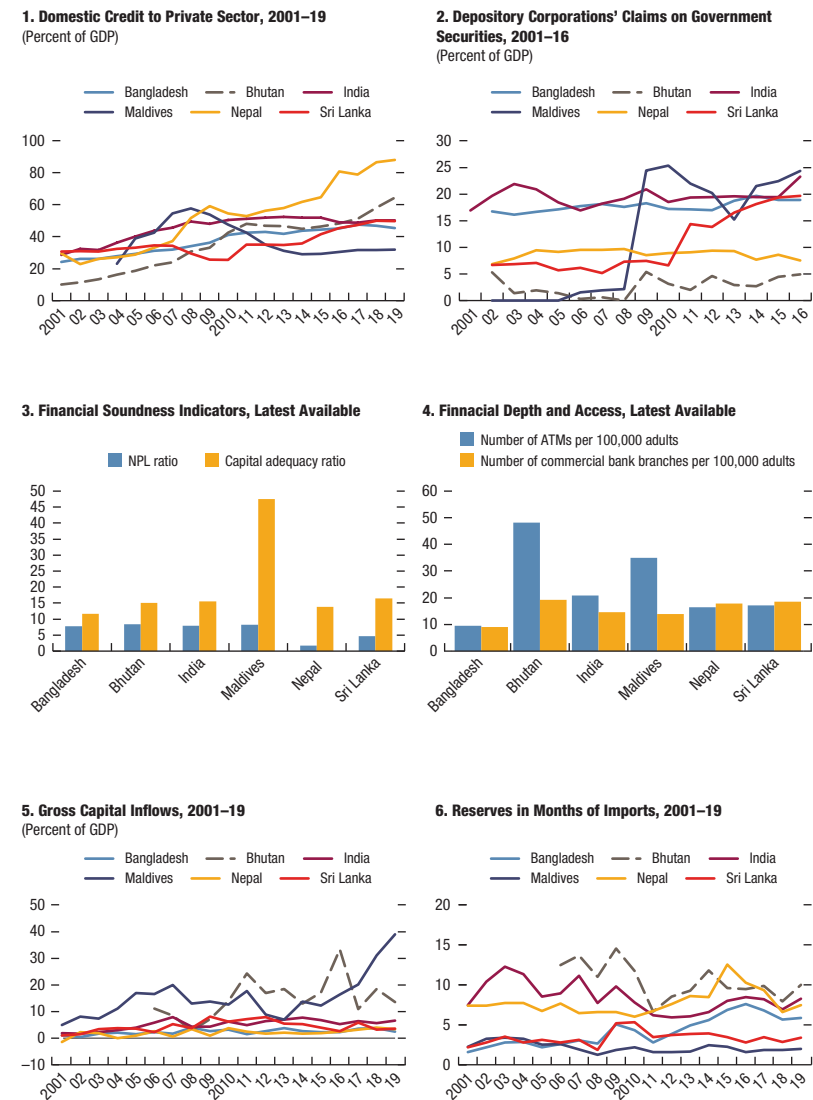 1. Domestic Credit to Private Sector, 2001–19
(Percent of GDP)
Bangladesh Bhutan India
Maldives Nepal Sri Lanka
100
80
60
40
20
0
2001 02 03 04 05 06 07 08 09 2010 11 12 13 14 15 16 17 18 19
2. Depository Corporations’ Claims on Government
Securities, 2001–16
(Percent of GDP)
Bangladesh Bhutan India
Maldives Nepal Sri Lanka
30
25
20
15
10
5
0
2001 02 03 04 05 06 07 08 09 2010 11 12 13 14 15 16
3. Financial Soundness Indicators, Latest Available
NPL ratio Capital adequacy ratio
50
45
40
35
30
25
20
15
10
5
0
Bangladesh Bhutan India Maldives Nepal Sri Lanka
4. Finnacial Depth and Access, Latest Available
Number of ATMs per 100,000 adults
Number of commercial bank branches per 100,000 adults
60
50
40
30
20
10
0
Bangladesh Bhutan India Maldives Nepal Sri Lanka
5. Gross Capital Inflows, 2001–19
(Percent of GDP)
Bangladesh Bhutan India
Maldives Nepal Sri Lanka
50
40
30
20
10
0
–10
2001 02 03 04 05 06 07 08 09 2010 11 12 13 14 15 16 17 18 19
6. Reserves in Months of Imports, 2001–19
Bangladesh Bhutan India
Maldives Nepal Sri Lanka
20
15
10
5
0
2001 02 03 04 05 06 07 08 09 2010 11 12 13 14 15 16 17 18 19